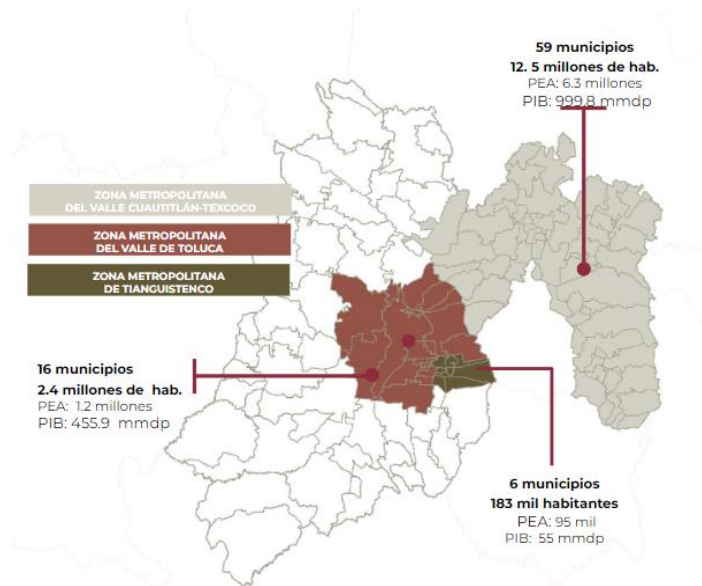 59 municipios
12. 5 millones de hab.
PEA: 6.3 millones
PIB: 999.8 mmdp
ZONA METROPOLITANA
DEL VALLE CUAUTITLÁN-TEXCOCO
ZONA METROPOLITANA
DEL VALLE DE TOLUCA
ZONA METROPOLITANA
DE TIANGUISTENCO
16 municipios
2.4 millones de hab.
PEA: 1.2 millones
PIB: 455.9 mmdp
6 municipios
183 mil habitantes
PEA: 95 mil
PIB: 55 mmdp